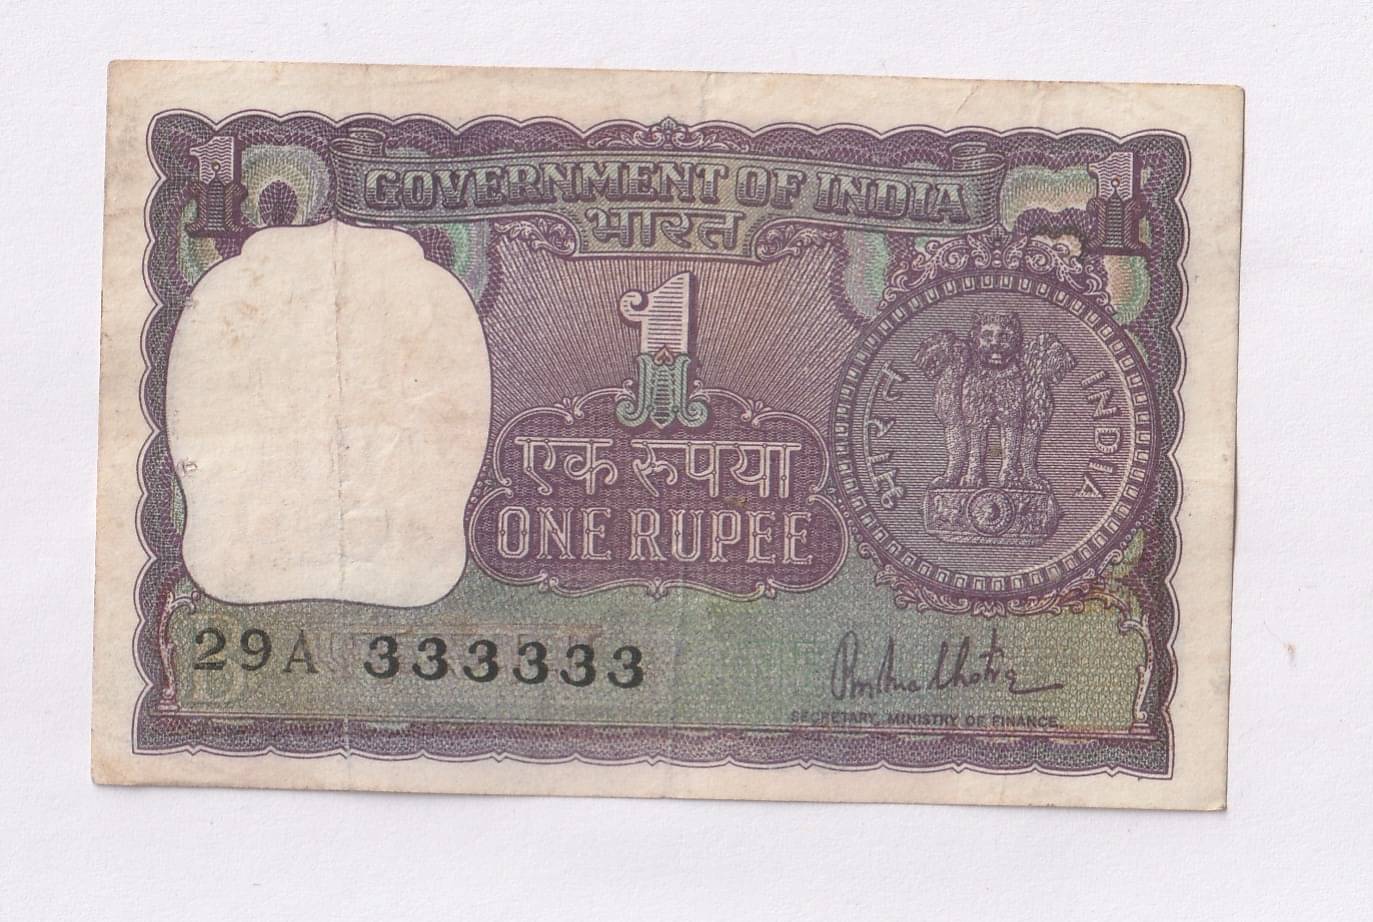 1 1
GOVERNMENT OF INDIA
भारत
1
एक रूपया
ONE RUPEE
भारत INDIA
29A 333333
SECRETARY, MINISTRY OF FINANCE.